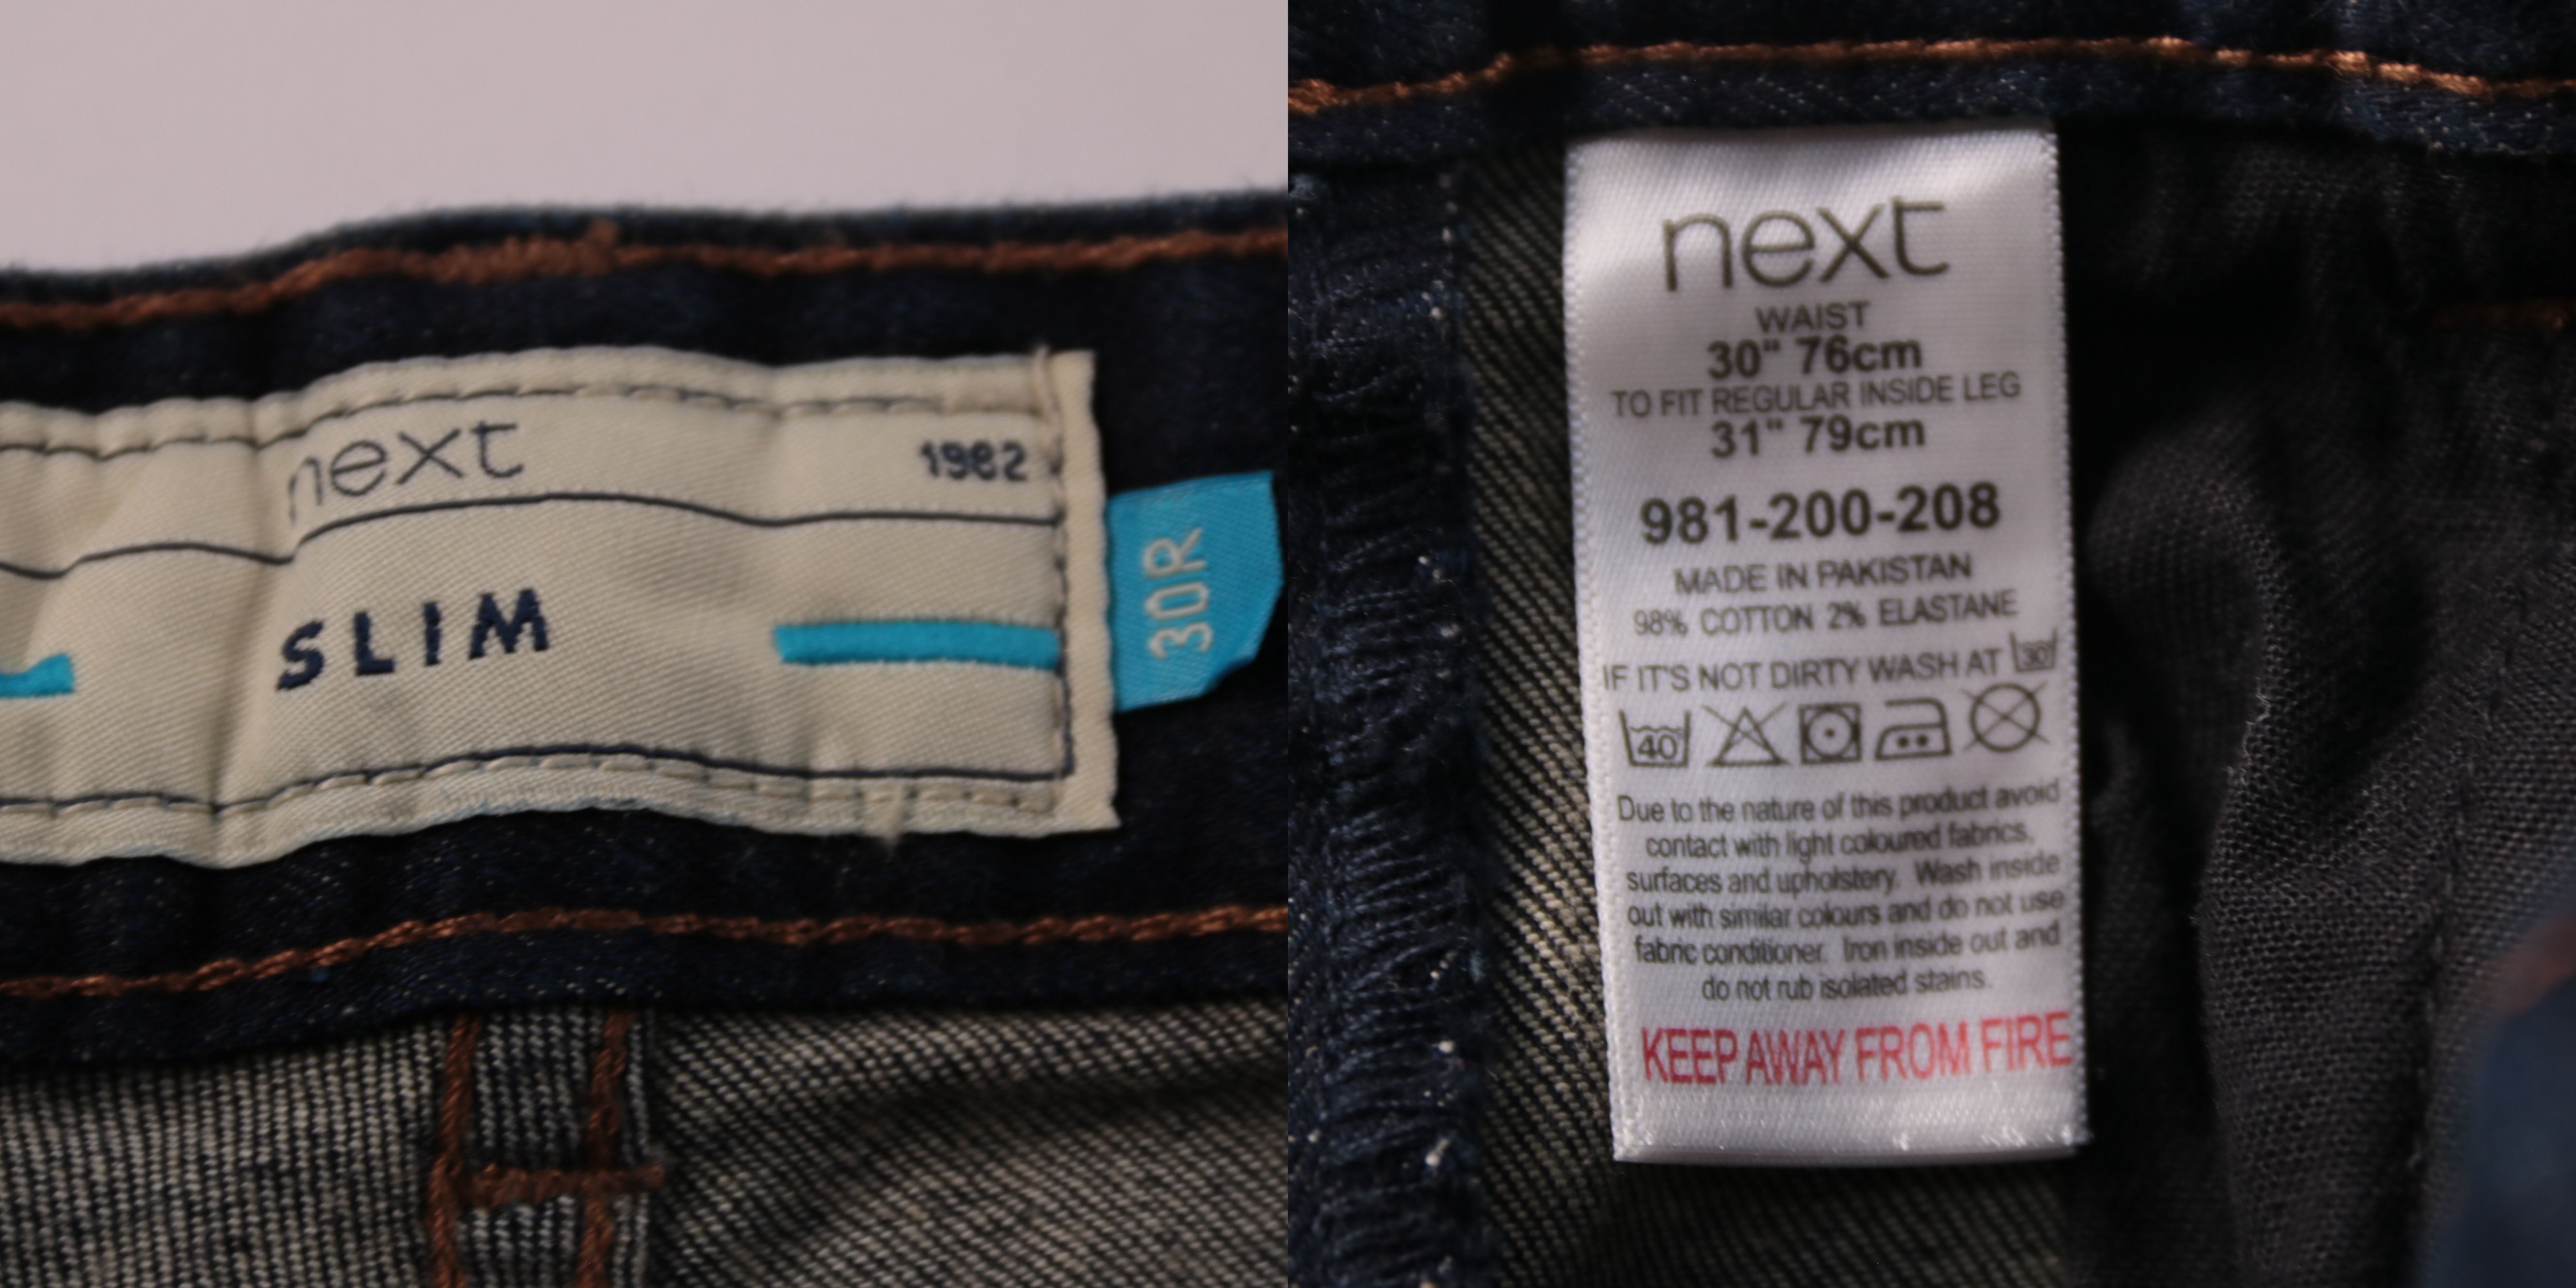 next
1982
SLIM
30R
next
WAIST
30" 76cm
TO FIT REGULAR INSIDE LEG
31" 79cm
981-200-208
MADE IN PAKISTAN
98% COTTON 2% ELASTANE
IF IT'S NOT DIRTY WASH AT 30
40
Due to the nature of this product avoid
contact with light coloured fabrics,
surfaces and upholstery. Wash inside
out with similar colours and do not use
fabric conditioner. Iron inside out and
do not rub isolated stains.
KEEP AWAY FROM FIRE